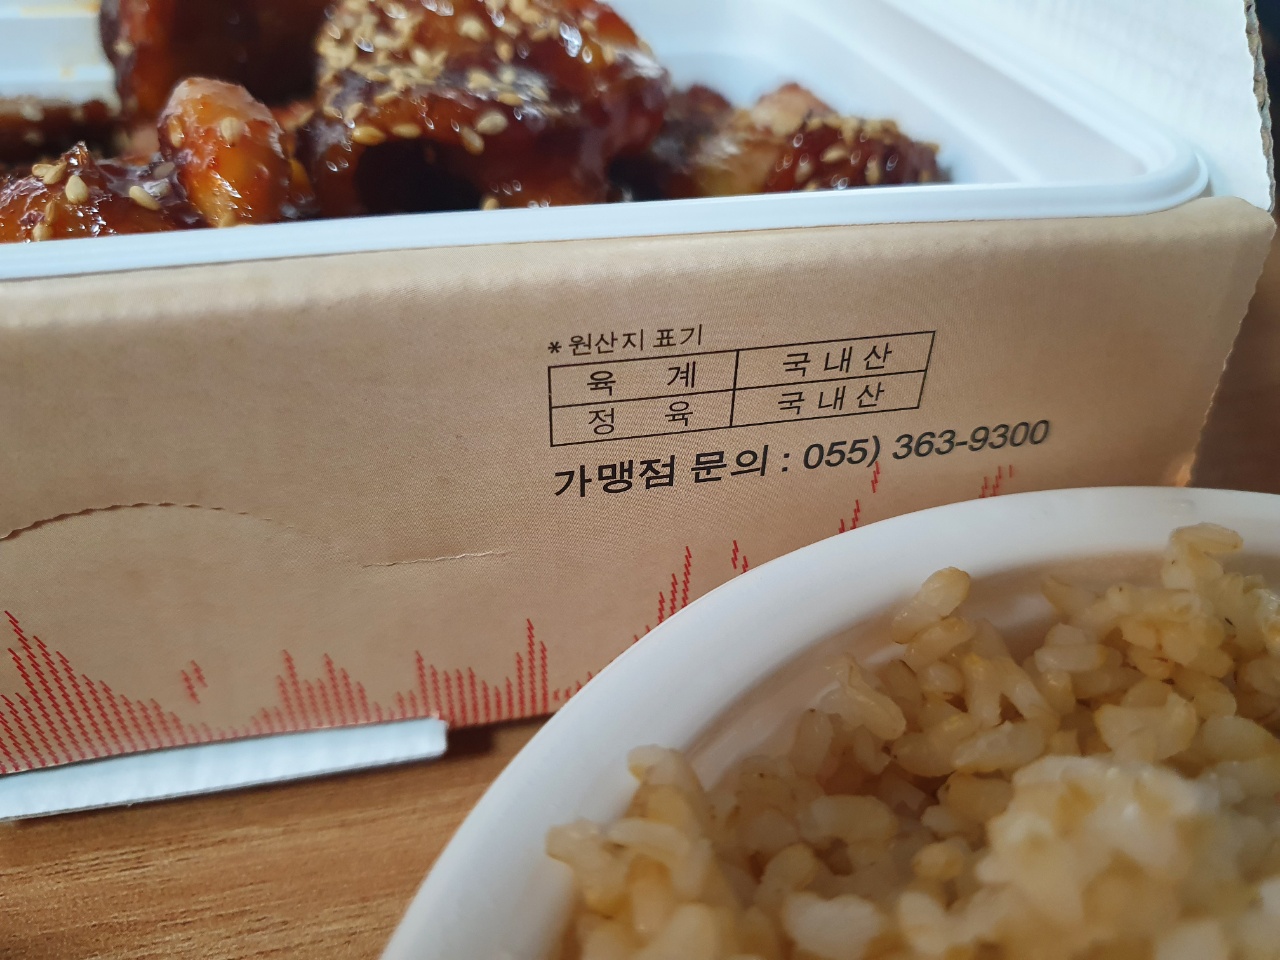 *원산지 표기
육 계 국내산
정 육 국내산
가맹점 문의 : 055) 363-9300